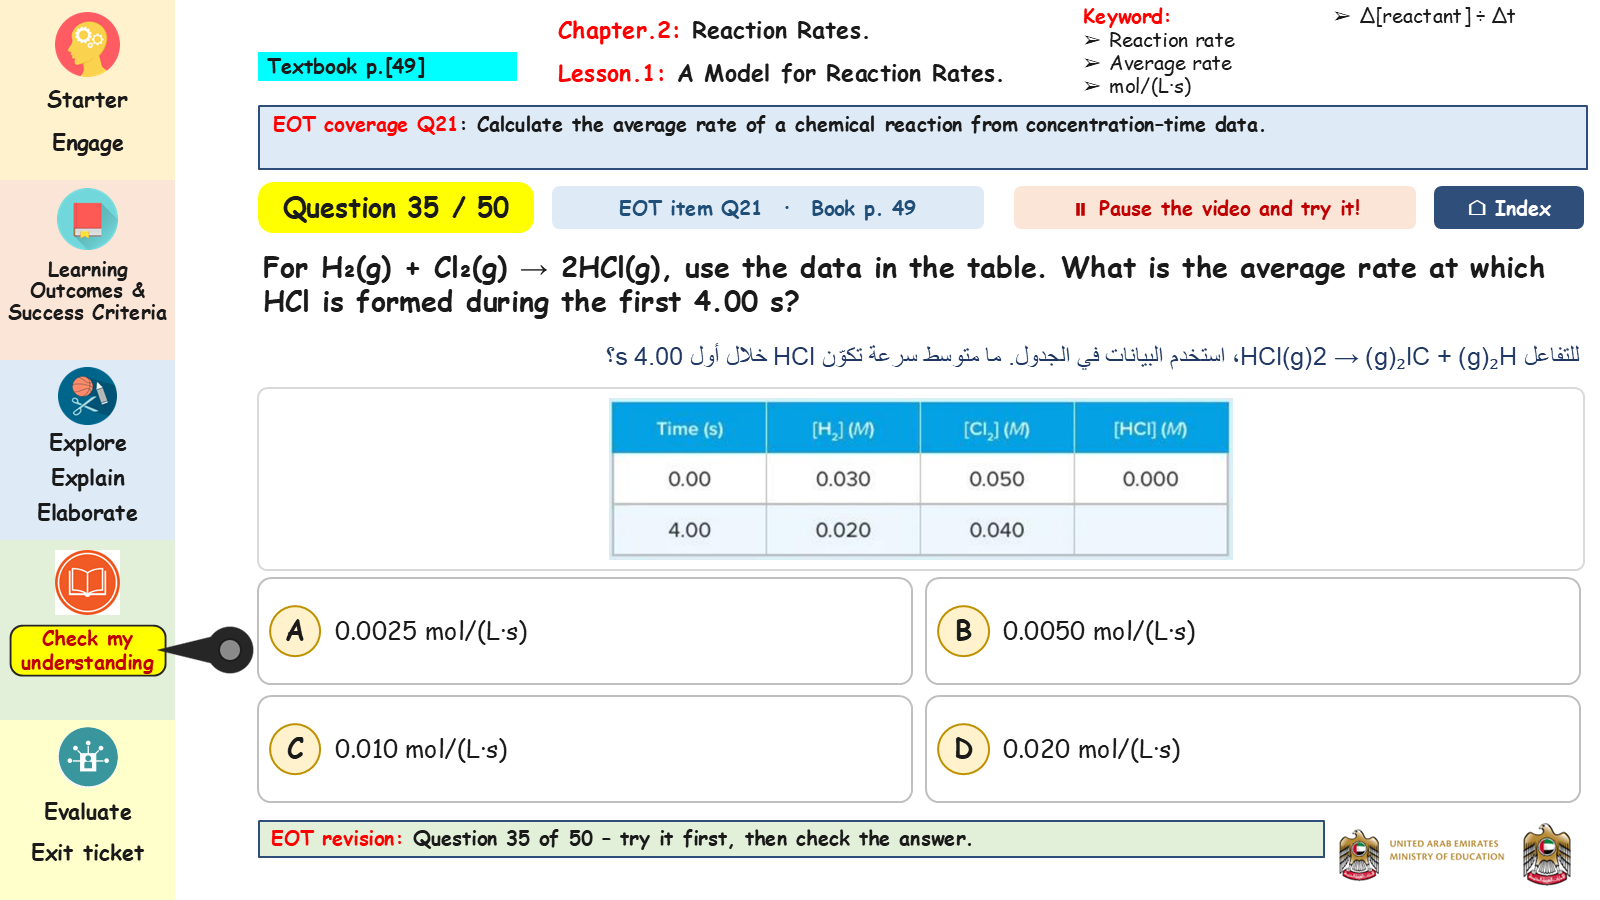 Starter
Engage
Learning
Outcomes &
Success Criteria
Explore
Explain
Elaborate
Check my
understanding
Evaluate
Exit ticket
Textbook p.[49]
Chapter.2: Reaction Rates.
Lesson.1: A Model for Reaction Rates.
Keyword:
➢ Reaction rate
➢ Average rate
➢ mol/(L·s)
➢ Δ[reactant] ÷ Δt
EOT coverage Q21: Calculate the average rate of a chemical reaction from concentration–time data.
Question 35 / 50
EOT item Q21 · Book p. 49
⏸ Pause the video and try it!
⌂ Index
For H₂(g) + Cl₂(g) → 2HCl(g), use the data in the table. What is the average rate at which
HCl is formed during the first 4.00 s?
للتفاعل H₂(g) + Cl₂(g) → 2HCl(g)، استخدم البيانات في الجدول. ما متوسط سرعة تكوّن HCl خلال أول 4.00 s؟
Time (s) [H₂] (M) [Cl₂] (M) [HCl] (M)
0.00 0.030 0.050 0.000
4.00 0.020 0.040
A 0.0025 mol/(L·s)
B 0.0050 mol/(L·s)
C 0.010 mol/(L·s)
D 0.020 mol/(L·s)
EOT revision: Question 35 of 50 – try it first, then check the answer.
UNITED ARAB EMIRATES
MINISTRY OF EDUCATION